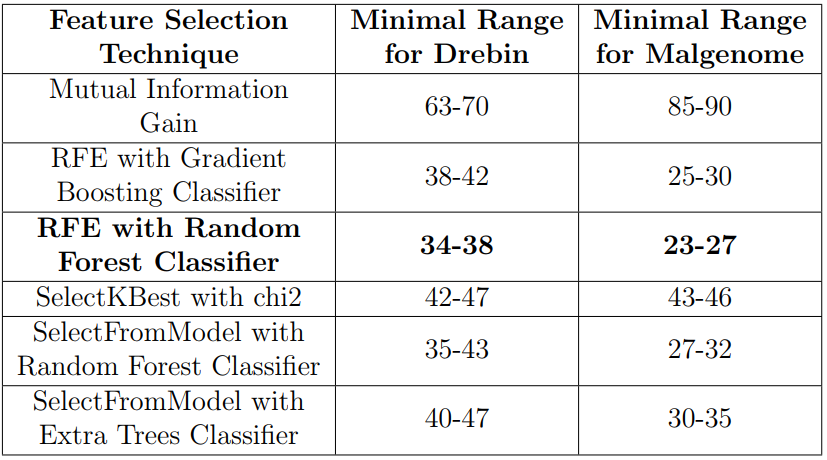 Feature Selection Technique | Minimal Range for Drebin | Minimal Range for Malgenome
Mutual Information Gain | 63-70 | 85-90
RFE with Gradient Boosting Classifier | 38-42 | 25-30
RFE with Random Forest Classifier | 34-38 | 23-27
SelectKBest with chi2 | 42-47 | 43-46
SelectFromModel with Random Forest Classifier | 35-43 | 27-32
SelectFromModel with Extra Trees Classifier | 40-47 | 30-35